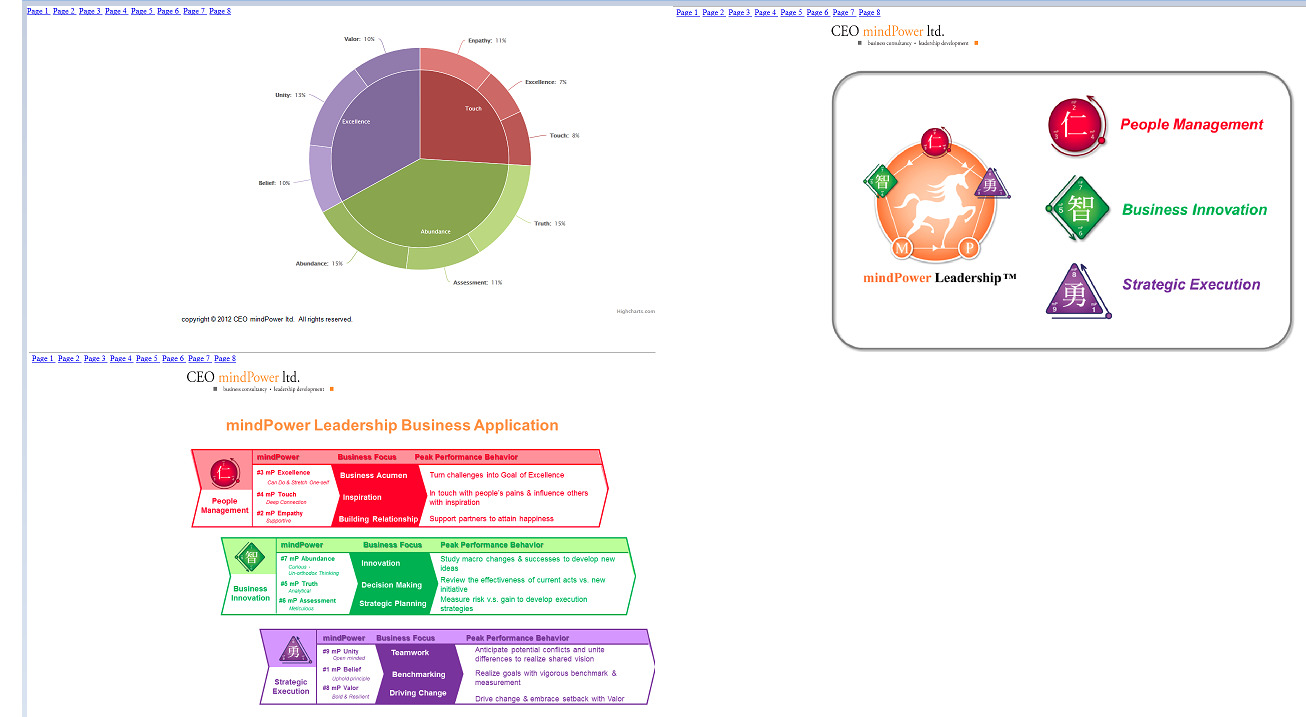 Page 1 Page 2 Page 3 Page 4 Page 5 Page 6 Page 7 Page 8
Valor: 10%
Enpathy: 11%
Excellence: 7%
Unity: 13%
Touch
Excellence
Touch: 8%
Belief: 10%
Truth: 15%
Abundance
Abundance: 15%
Assessment: 11%
Highcharts.com
copyright © 2012 CEO mindPower ltd. All rights reserved.
Page 1 Page 2 Page 3 Page 4 Page 5 Page 6 Page 7 Page 8
CEO mindPower ltd.
business consultancy • leadership development
仁
智
勇
M P
mindPower Leadership™
仁
2
3 4
People Management
智
7
5
6
Business Innovation
勇
8
9 1
Strategic Execution
Page 1 Page 2 Page 3 Page 4 Page 5 Page 6 Page 7 Page 8
CEO mindPower ltd.
business consultancy • leadership development
mindPower Leadership Business Application
仁
People
Management
mindPower Business Focus Peak Performance Behavior
#3 mP Excellence
Can Do & Stretch One-self
Business Acumen
Turn challenges into Goal of Excellence
#4 mP Touch
Deep Connection
Inspiration
In touch with people's pains & influence others
with inspiration
#2 mP Empathy
Supportive
Building Relationship
Support partners to attain happiness
智
Business
Innovation
mindPower Business Focus Peak Performance Behavior
#7 mP Abundance
Curious -
Un-orthodox Thinking
Innovation
Study macro changes & successes to develop new
ideas
#5 mP Truth
Analytical
Decision Making
Review the effectiveness of current acts vs. new
initiative
#6 mP Assessment
Meticulous
Strategic Planning
Measure risk v.s. gain to develop execution
strategies
勇
Strategic
Execution
mindPower Business Focus Peak Performance Behavior
#9 mP Unity
Open minded
Teamwork
Anticipate potential conflicts and unite
differences to realize shared vision
#1 mP Belief
Uphold principle
Benchmarking
Realize goals with vigorous benchmark &
measurement
#8 mP Valor
Bold & Resilient
Driving Change
Drive change & embrace setback with Valor